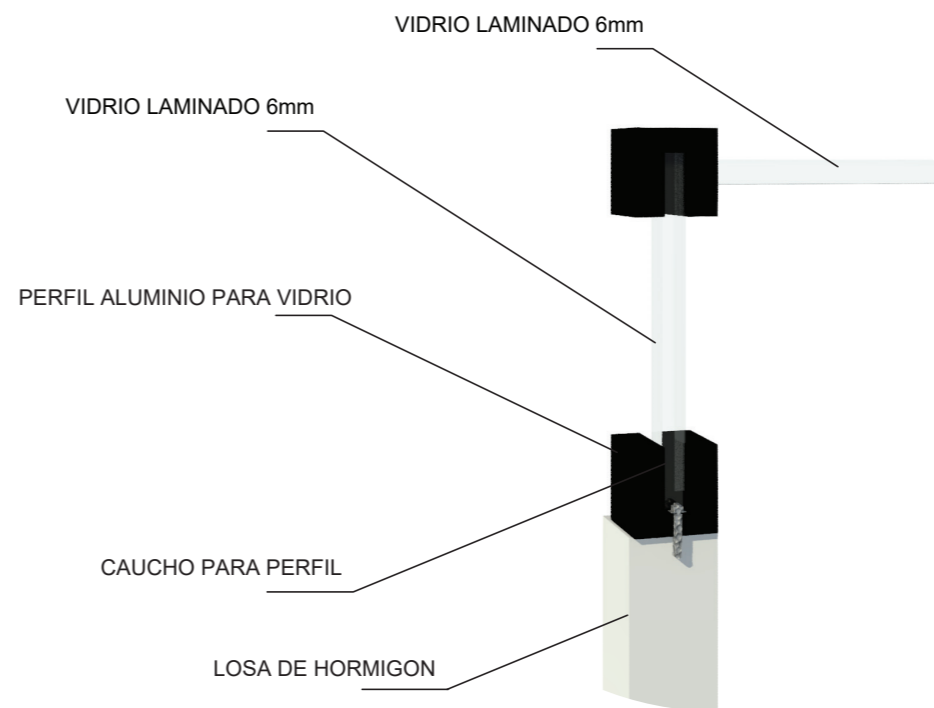 VIDRIO LAMINADO 6mm
VIDRIO LAMINADO 6mm
PERFIL ALUMINIO PARA VIDRIO
CAUCHO PARA PERFIL
LOSA DE HORMIGON